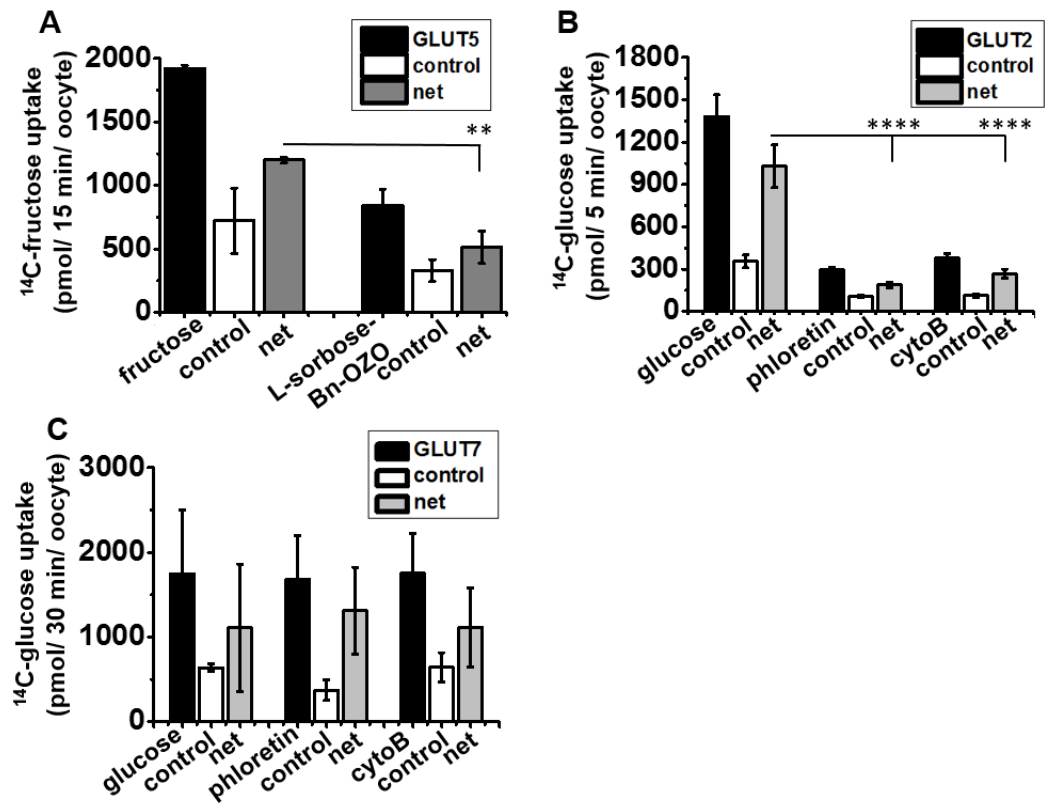 A
GLUT5
control
net
¹⁴C-fructose uptake
(pmol/ 15 min/ oocyte)
2000
1500
1000
500
0
**
fructose
control
net
L-sorbose-
Bn-OZO
control
net
B
GLUT2
control
net
¹⁴C-glucose uptake
(pmol/ 5 min/ oocyte)
1800
1500
1200
900
600
300
0
****
****
glucose
control
net
phloretin
control
net
cytoB
control
net
C
GLUT7
control
net
¹⁴C-glucose uptake
(pmol/ 30 min/ oocyte)
3000
2000
1000
0
glucose
control
net
phloretin
control
net
cytoB
control
net